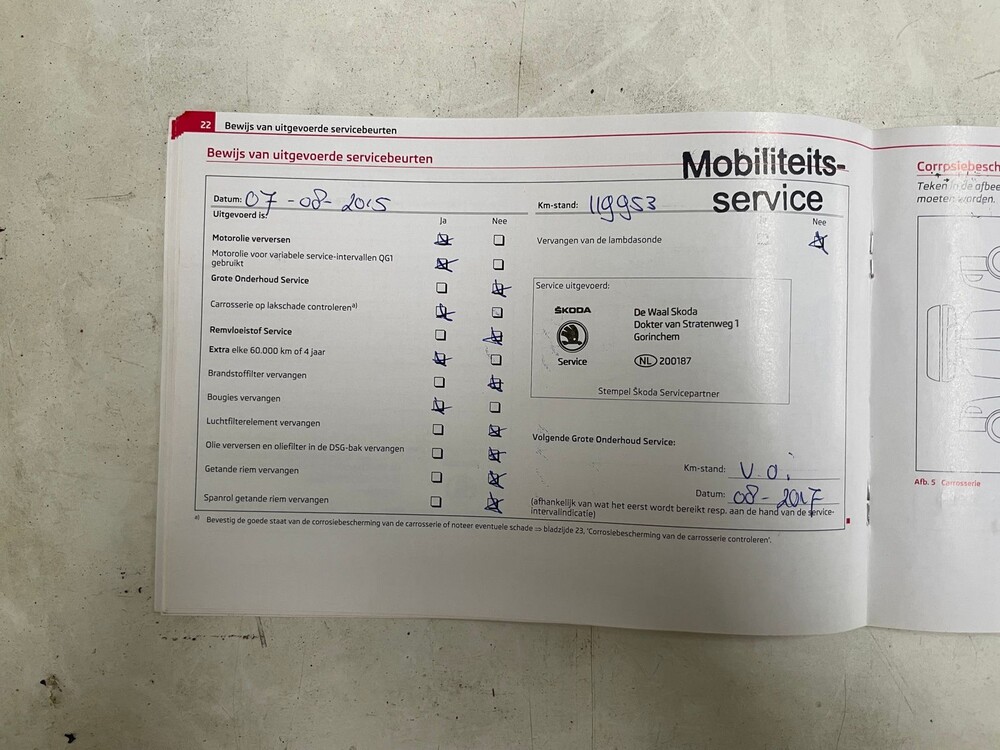 22 Bewijs van uitgevoerde servicebeurten
Bewijs van uitgevoerde servicebeurten
Mobiliteits-
service
Datum: 07-08-2015
Km-stand: 119953
Uitgevoerd is:
Ja Nee
Nee
Motorolie verversen
Vervangen van de lambdasonde
Motorolie voor variabele service-intervallen QG1
gebruikt
Grote Onderhoud Service
Carrosserie op lakschade controleren a)
Remvloeistof Service
Extra elke 60.000 km of 4 jaar
Brandstoffilter vervangen
Bougies vervangen
Luchtfilterelement vervangen
Olie verversen en oliefilter in de DSG-bak vervangen
Getande riem vervangen
Spanrol getande riem vervangen
Service uitgevoerd:
ŠKODA
Service
De Waal Skoda
Dokter van Stratenweg 1
Gorinchem
NL 200187
Stempel Škoda Servicepartner
Volgende Grote Onderhoud Service:
Km-stand: V.O.
Datum: 08-2017
(afhankelijk van wat het eerst wordt bereikt resp. aan de hand van de service-
intervalindicatie)
a) Bevestig de goede staat van de corrosiebescherming van de carrosserie of noteer eventuele schade ⇒ bladzijde 23, 'Corrosiebescherming van de carrosserie controleren'.
Corrosiebesch
Teken in de afbee
moeten worden.
Afb. 5 Carrosserie